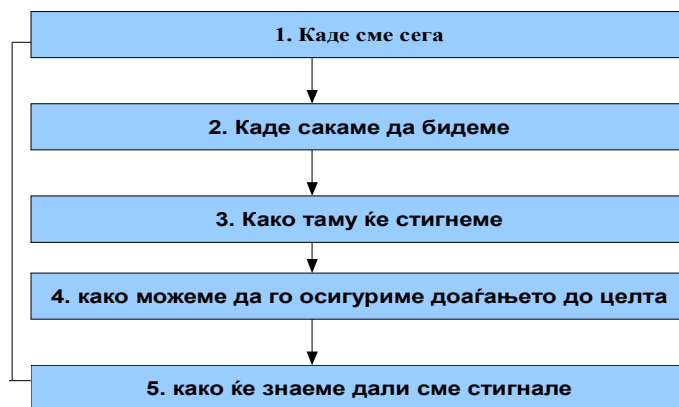 1. Каде сме сега
2. Каде сакаме да бидеме
3. Како таму ќе стигнеме
4. како можеме да го осигуриме доаѓањето до целта
5. како ќе знаеме дали сме стигнале